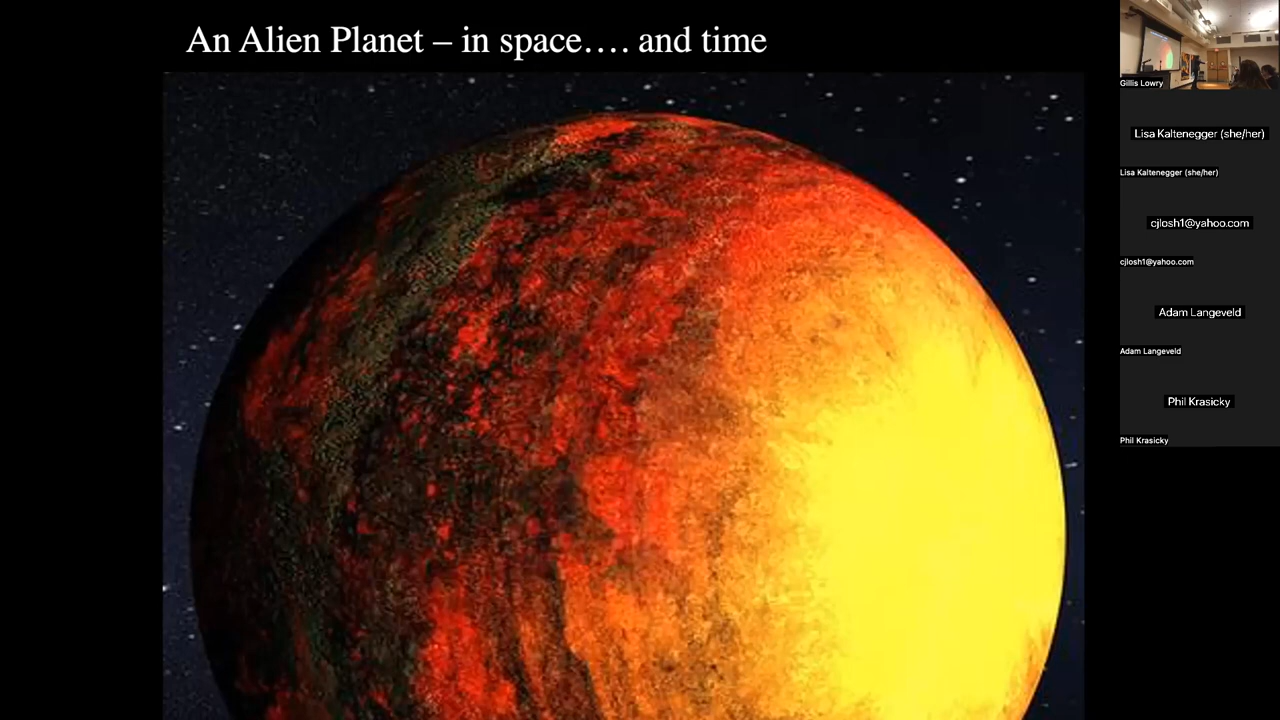 An Alien Planet – in space…. and time
Gillis Lowry
Lisa Kaltenegger (she/her)
Lisa Kaltenegger (she/her)
cjlosh1@yahoo.com
cjlosh1@yahoo.com
Adam Langeveld
Adam Langeveld
Phil Krasicky
Phil Krasicky